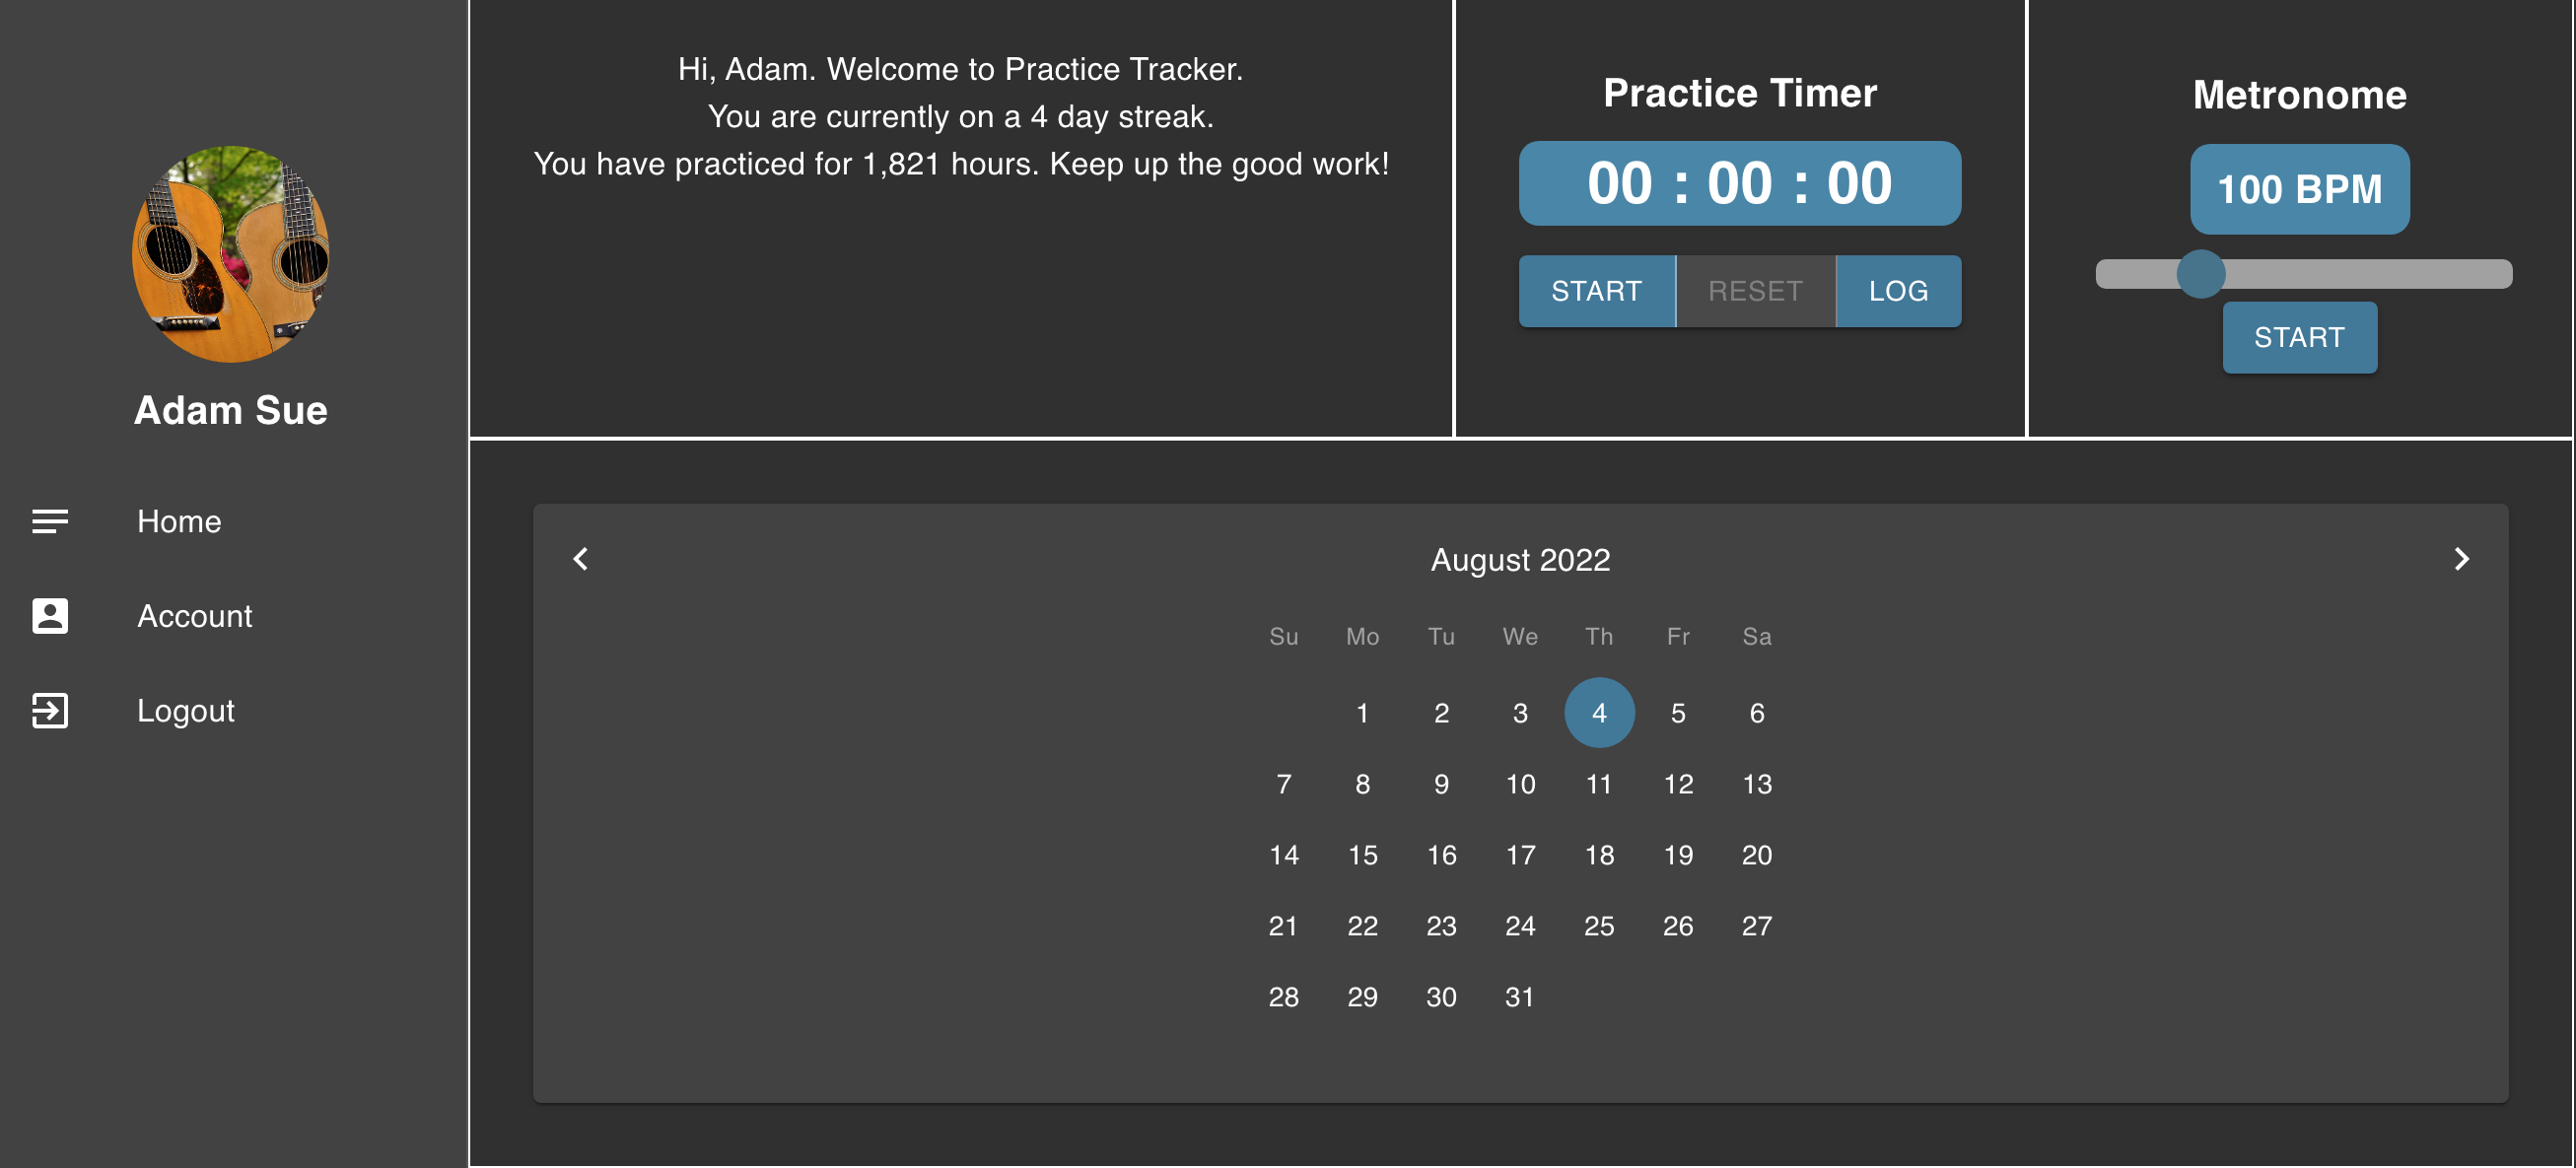 Adam Sue
Home
Account
Logout
Hi, Adam. Welcome to Practice Tracker.
You are currently on a 4 day streak.
You have practiced for 1,821 hours. Keep up the good work!
Practice Timer
00 : 00 : 00
START RESET LOG
Metronome
100 BPM
START
August 2022
Su Mo Tu We Th Fr Sa
1 2 3 4 5 6
7 8 9 10 11 12 13
14 15 16 17 18 19 20
21 22 23 24 25 26 27
28 29 30 31